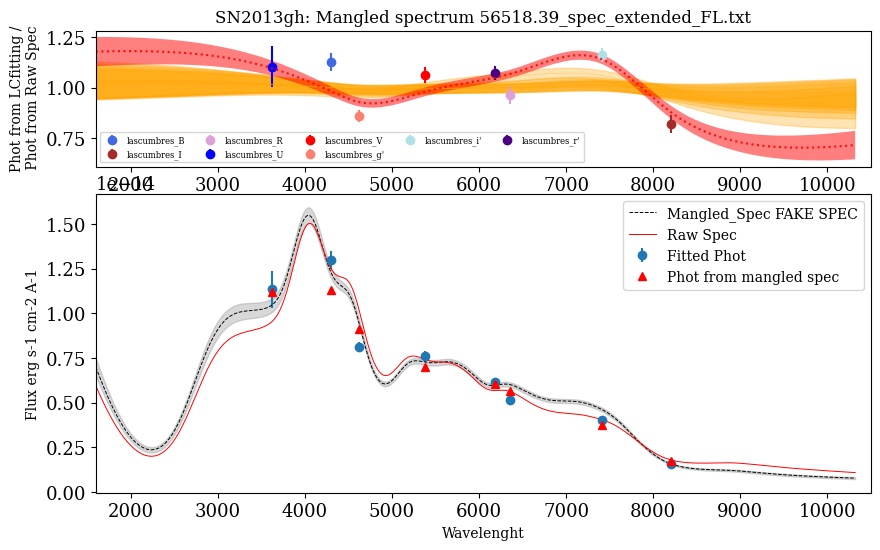 SN2013gh: Mangled spectrum 56518.39_spec_extended_FL.txt
Phot from LCfitting /
Phot from Raw Spec
1.25
1.00
0.75
lascumbres_B
lascumbres_R
lascumbres_V
lascumbres_i'
lascumbres_r'
lascumbres_I
lascumbres_U
lascumbres_g'
2000 3000 4000 5000 6000 7000 8000 9000 10000
1e−14
Flux erg s-1 cm-2 A-1
1.50
1.25
1.00
0.75
0.50
0.25
0.00
Mangled_Spec FAKE SPEC
Raw Spec
Fitted Phot
Phot from mangled spec
2000 3000 4000 5000 6000 7000 8000 9000 10000
Wavelenght